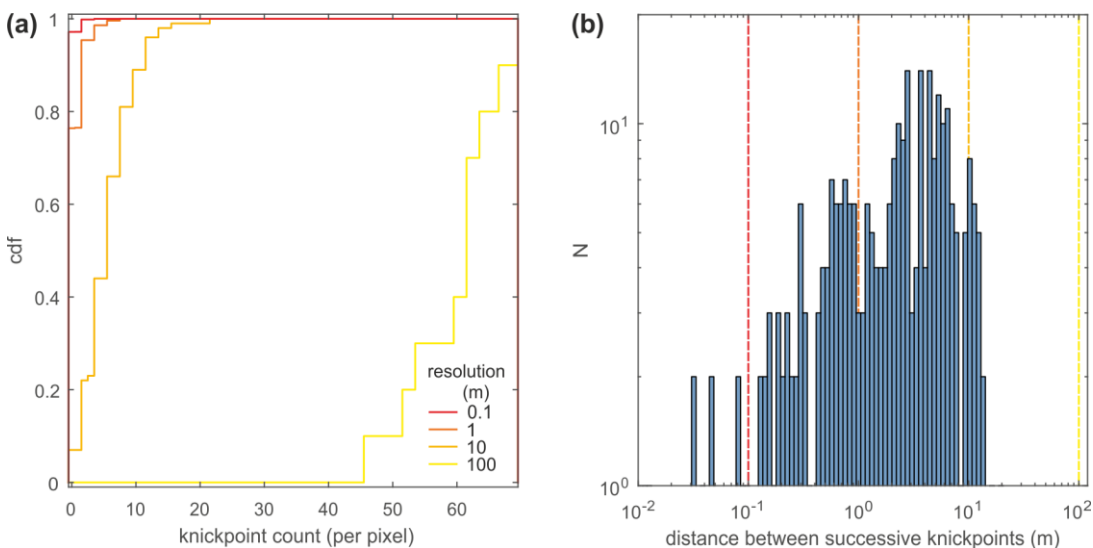 (a)
1
0.8
0.6
0.4
0.2
0
cdf
0 10 20 30 40 50 60
knickpoint count (per pixel)
resolution
(m)
0.1
1
10
100
(b)
10^1
10^0
N
10^-2 10^-1 10^0 10^1 10^2
distance between successive knickpoints (m)